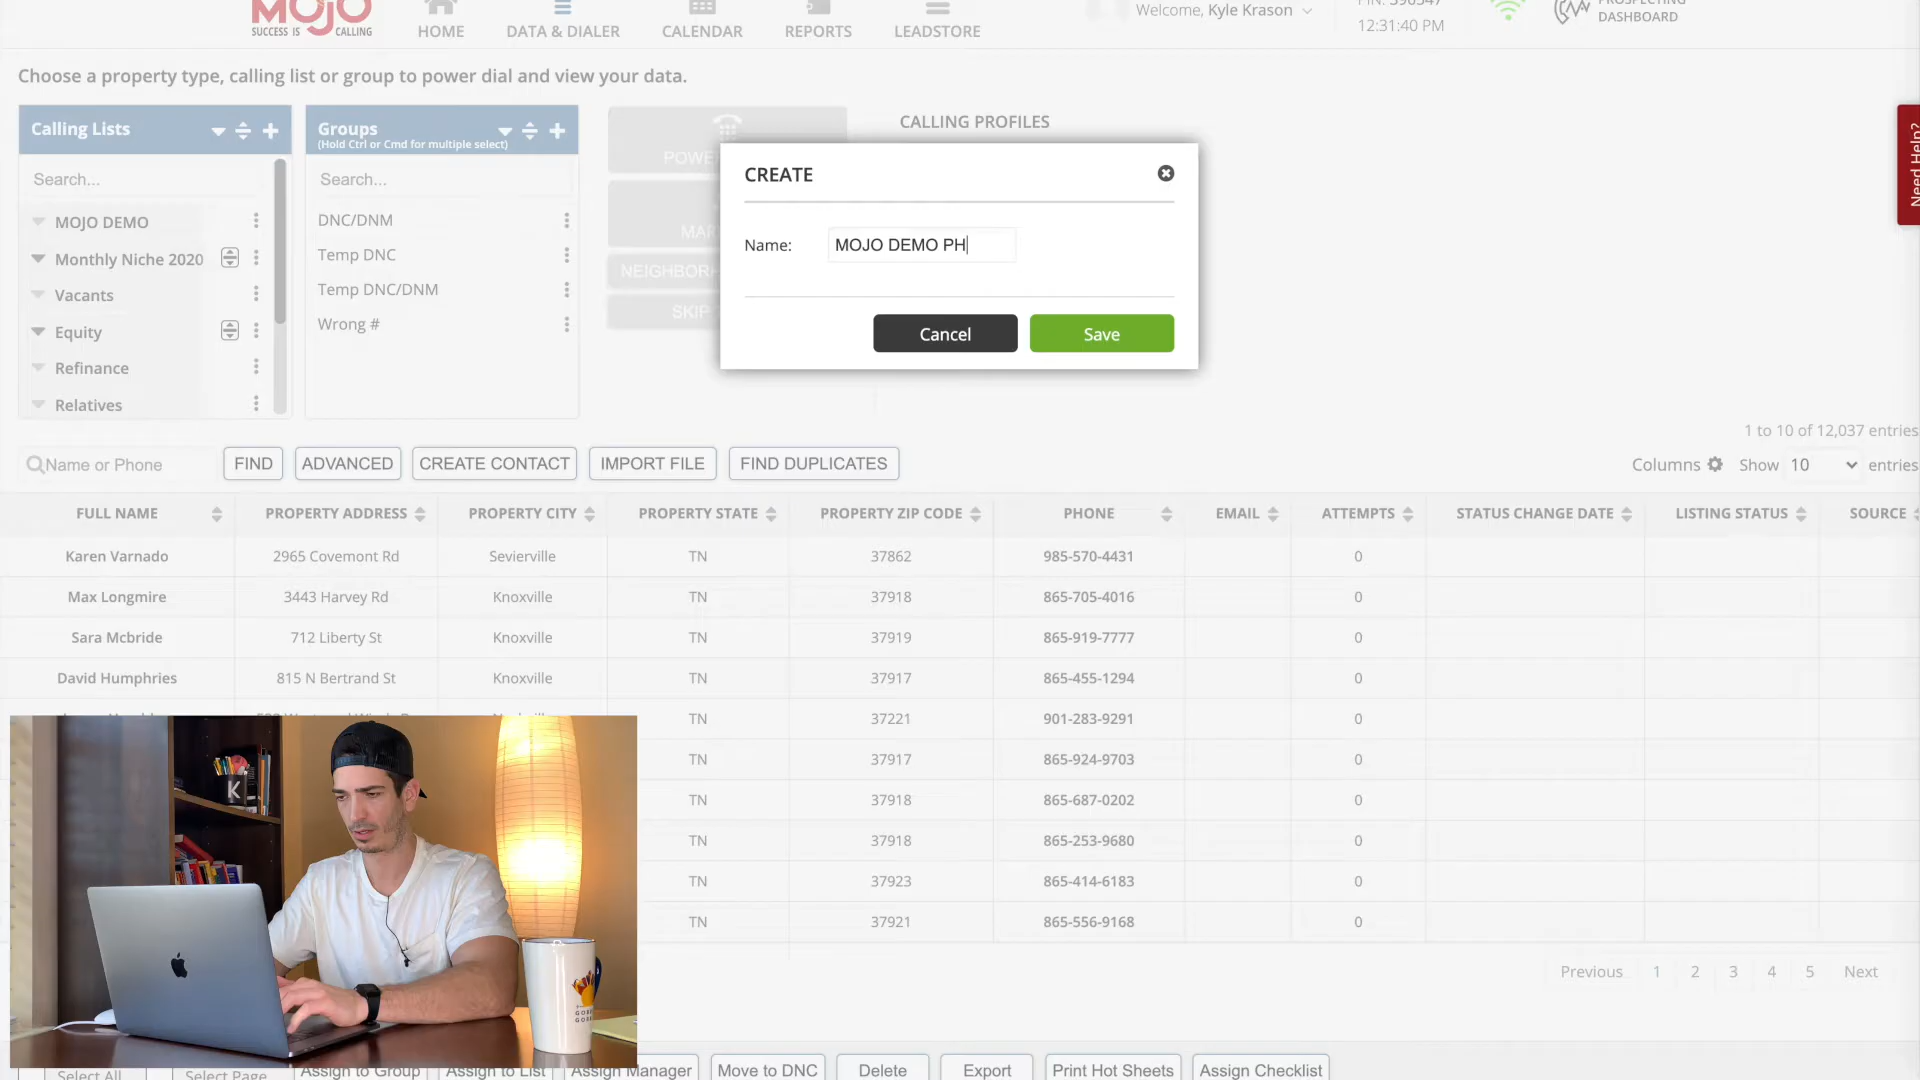 MOJO
SUCCESS IS CALLING
HOME
DATA & DIALER
CALENDAR
REPORTS
LEADSTORE
Welcome, Kyle Krason
PIN: 390347
12:31:40 PM
PROSPECTING
DASHBOARD
Need Help?
Choose a property type, calling list or group to power dial and view your data.
Calling Lists
Search...
MOJO DEMO
Monthly Niche 2020
Vacants
Equity
Refinance
Relatives
Groups
(Hold Ctrl or Cmd for multiple select)
Search...
DNC/DNM
Temp DNC
Temp DNC/DNM
Wrong #
POWE
MAR
NEIGHBORH
SKIP
CALLING PROFILES
CREATE
Name: MOJO DEMO PH
Cancel Save
1 to 10 of 12,037 entries
Name or Phone FIND ADVANCED CREATE CONTACT IMPORT FILE FIND DUPLICATES Columns Show 10 entries
FULL NAME PROPERTY ADDRESS PROPERTY CITY PROPERTY STATE PROPERTY ZIP CODE PHONE EMAIL ATTEMPTS STATUS CHANGE DATE LISTING STATUS SOURCE
Karen Varnado 2965 Covemont Rd Sevierville TN 37862 985-570-4431 0
Max Longmire 3443 Harvey Rd Knoxville TN 37918 865-705-4016 0
Sara Mcbride 712 Liberty St Knoxville TN 37919 865-919-7777 0
David Humphries 815 N Bertrand St Knoxville TN 37917 865-455-1294 0
TN 37221 901-283-9291 0
TN 37917 865-924-9703 0
TN 37918 865-687-0202 0
TN 37918 865-253-9680 0
TN 37923 865-414-6183 0
TN 37921 865-556-9168 0
K
Previous 1 2 3 4 5 Next
Select All Select Page Assign to Group Assign to List Assign Manager Move to DNC Delete Export Print Hot Sheets Assign Checklist